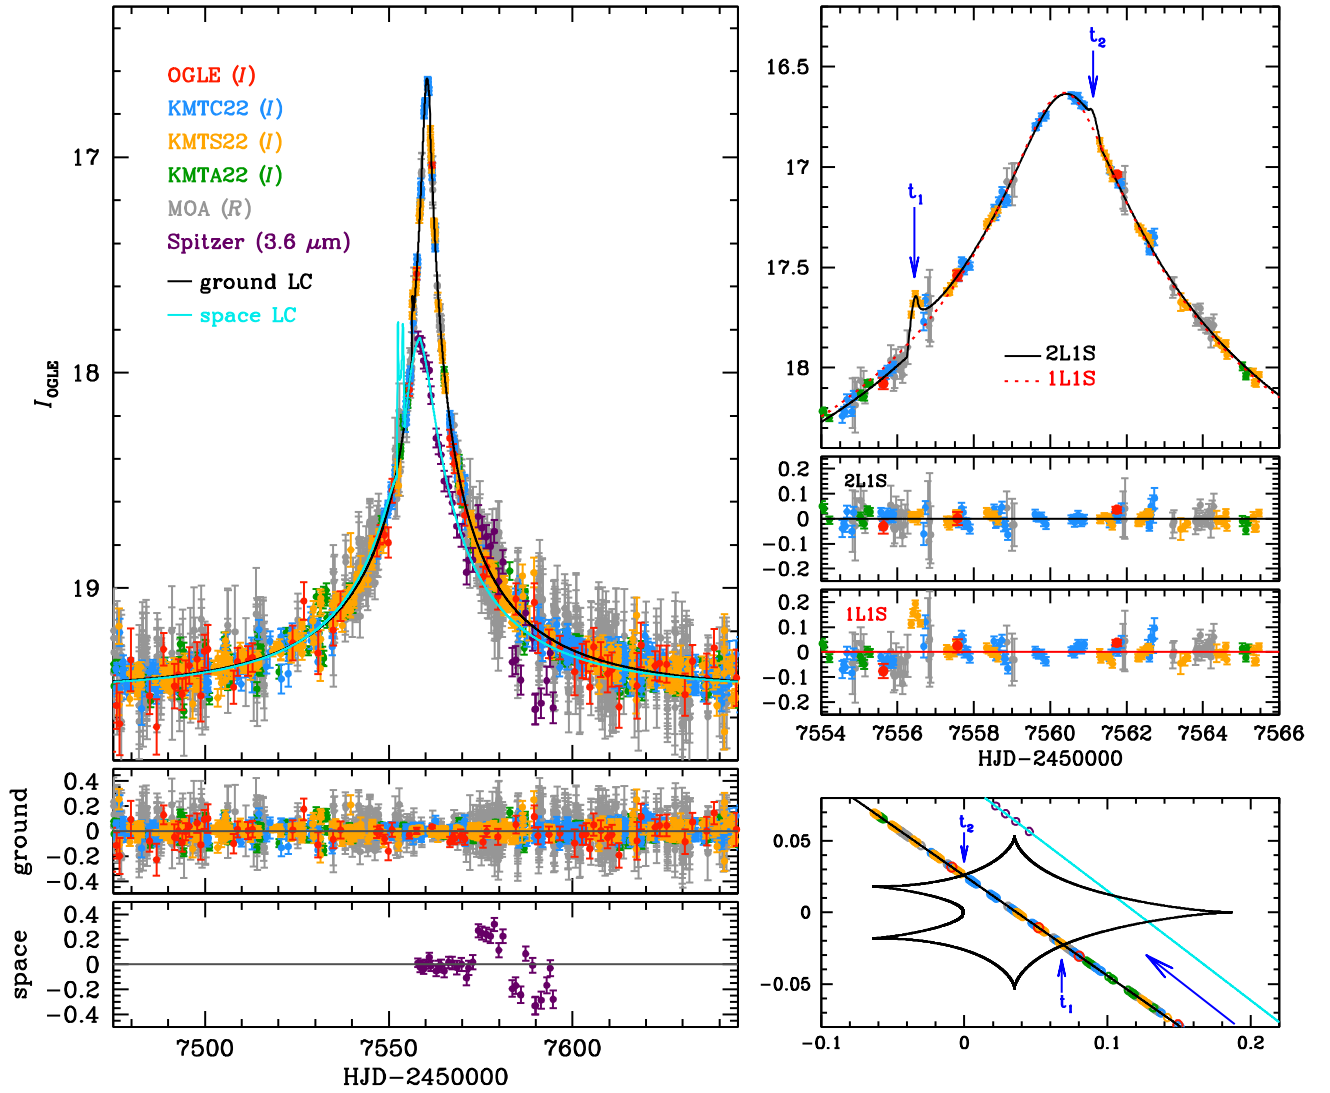 OGLE (I)
KMTC22 (I)
KMTS22 (I)
KMTA22 (I)
MOA (R)
Spitzer (3.6 μm)
ground LC
space LC
17
18
19
I_OGLE
0.4
0.2
0
−0.2
−0.4
ground
0.4
0.2
0
−0.2
−0.4
space
7500
7550
7600
HJD−2450000
16.5
17
17.5
18
t1
t2
2L1S
1L1S
0.2
0.1
0
−0.1
−0.2
2L1S
0.2
0.1
0
−0.1
−0.2
1L1S
7554
7556
7558
7560
7562
7564
7566
HJD−2450000
0.05
0
−0.05
t2
t1
−0.1
0
0.1
0.2